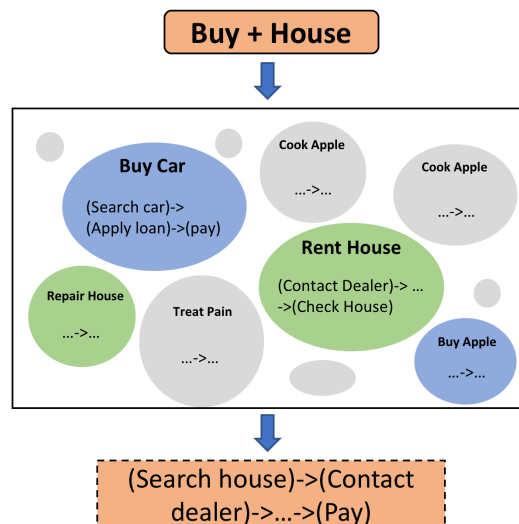 Buy + House
Cook Apple
...->...
Buy Car
(Search car)->
(Apply loan)->(pay)
Cook Apple
...->...
Rent House
(Contact Dealer)-> ...
->(Check House)
Repair House
...->...
Treat Pain
...->...
Buy Apple
...->...
(Search house)->(Contact
dealer)->...->(Pay)